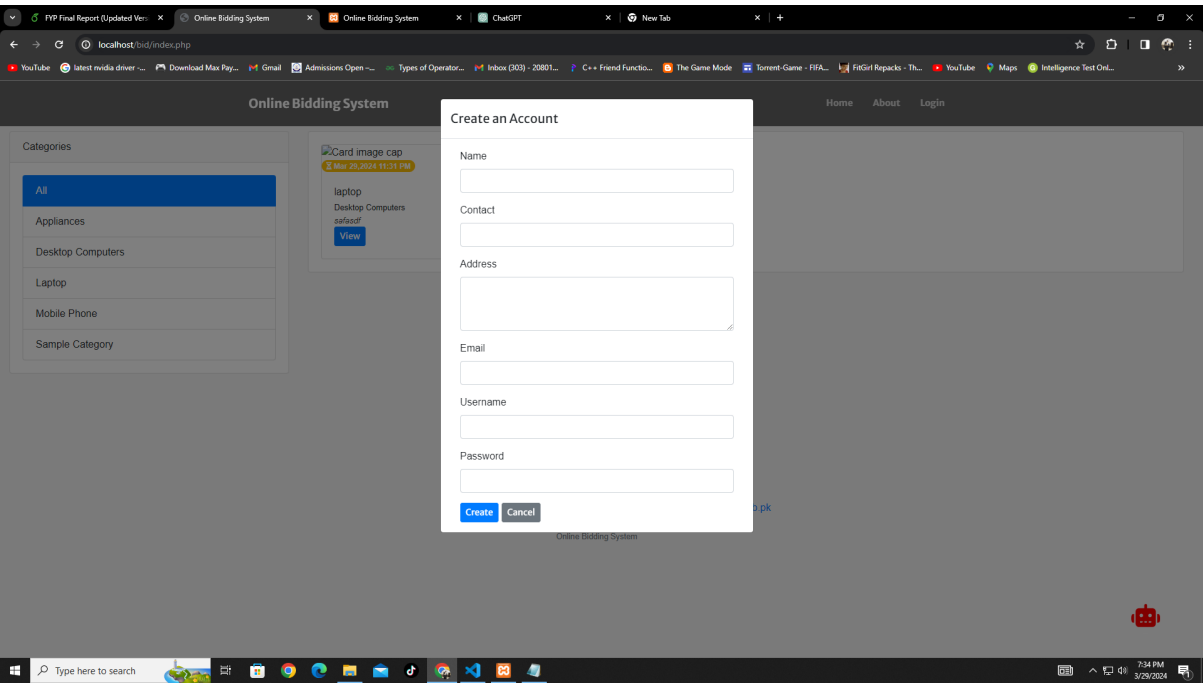 FYP Final Report (Updated Vers
Online Bidding System
Online Bidding System
ChatGPT
New Tab
localhost/bid/index.php
YouTube
latest nvidia driver -...
Download Max Pay...
Gmail
Admissions Open –...
Types of Operator...
Inbox (303) - 20801...
C++ Friend Functio...
The Game Mode
Torrent-Game - FIFA...
FitGirl Repacks - Th...
YouTube
Maps
Intelligence Test Onl...
»
Online Bidding System
Home
About
Login
Categories
All
Appliances
Desktop Computers
Laptop
Mobile Phone
Sample Category
Card image cap
Mar 29,2024 11:31 PM
laptop
Desktop Computers
safasdf
View
Create an Account
Name
Contact
Address
Email
Username
Password
Create Cancel
o.pk
Online Bidding System
Type here to search
7:34 PM
3/29/2024